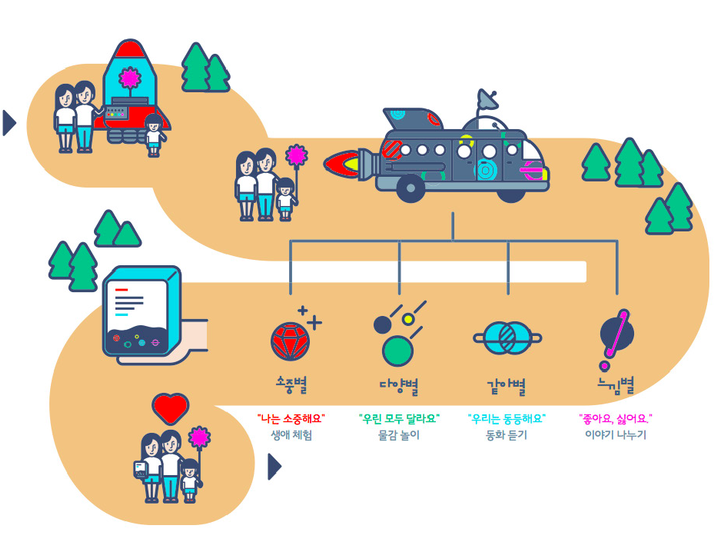 소중별
다양별
같아별
느낌별
"나는 소중해요"
"우린 모두 달라요"
"우리는 동등해요"
"좋아요, 싫어요."
생애 체험
물감 놀이
동화 듣기
이야기 나누기